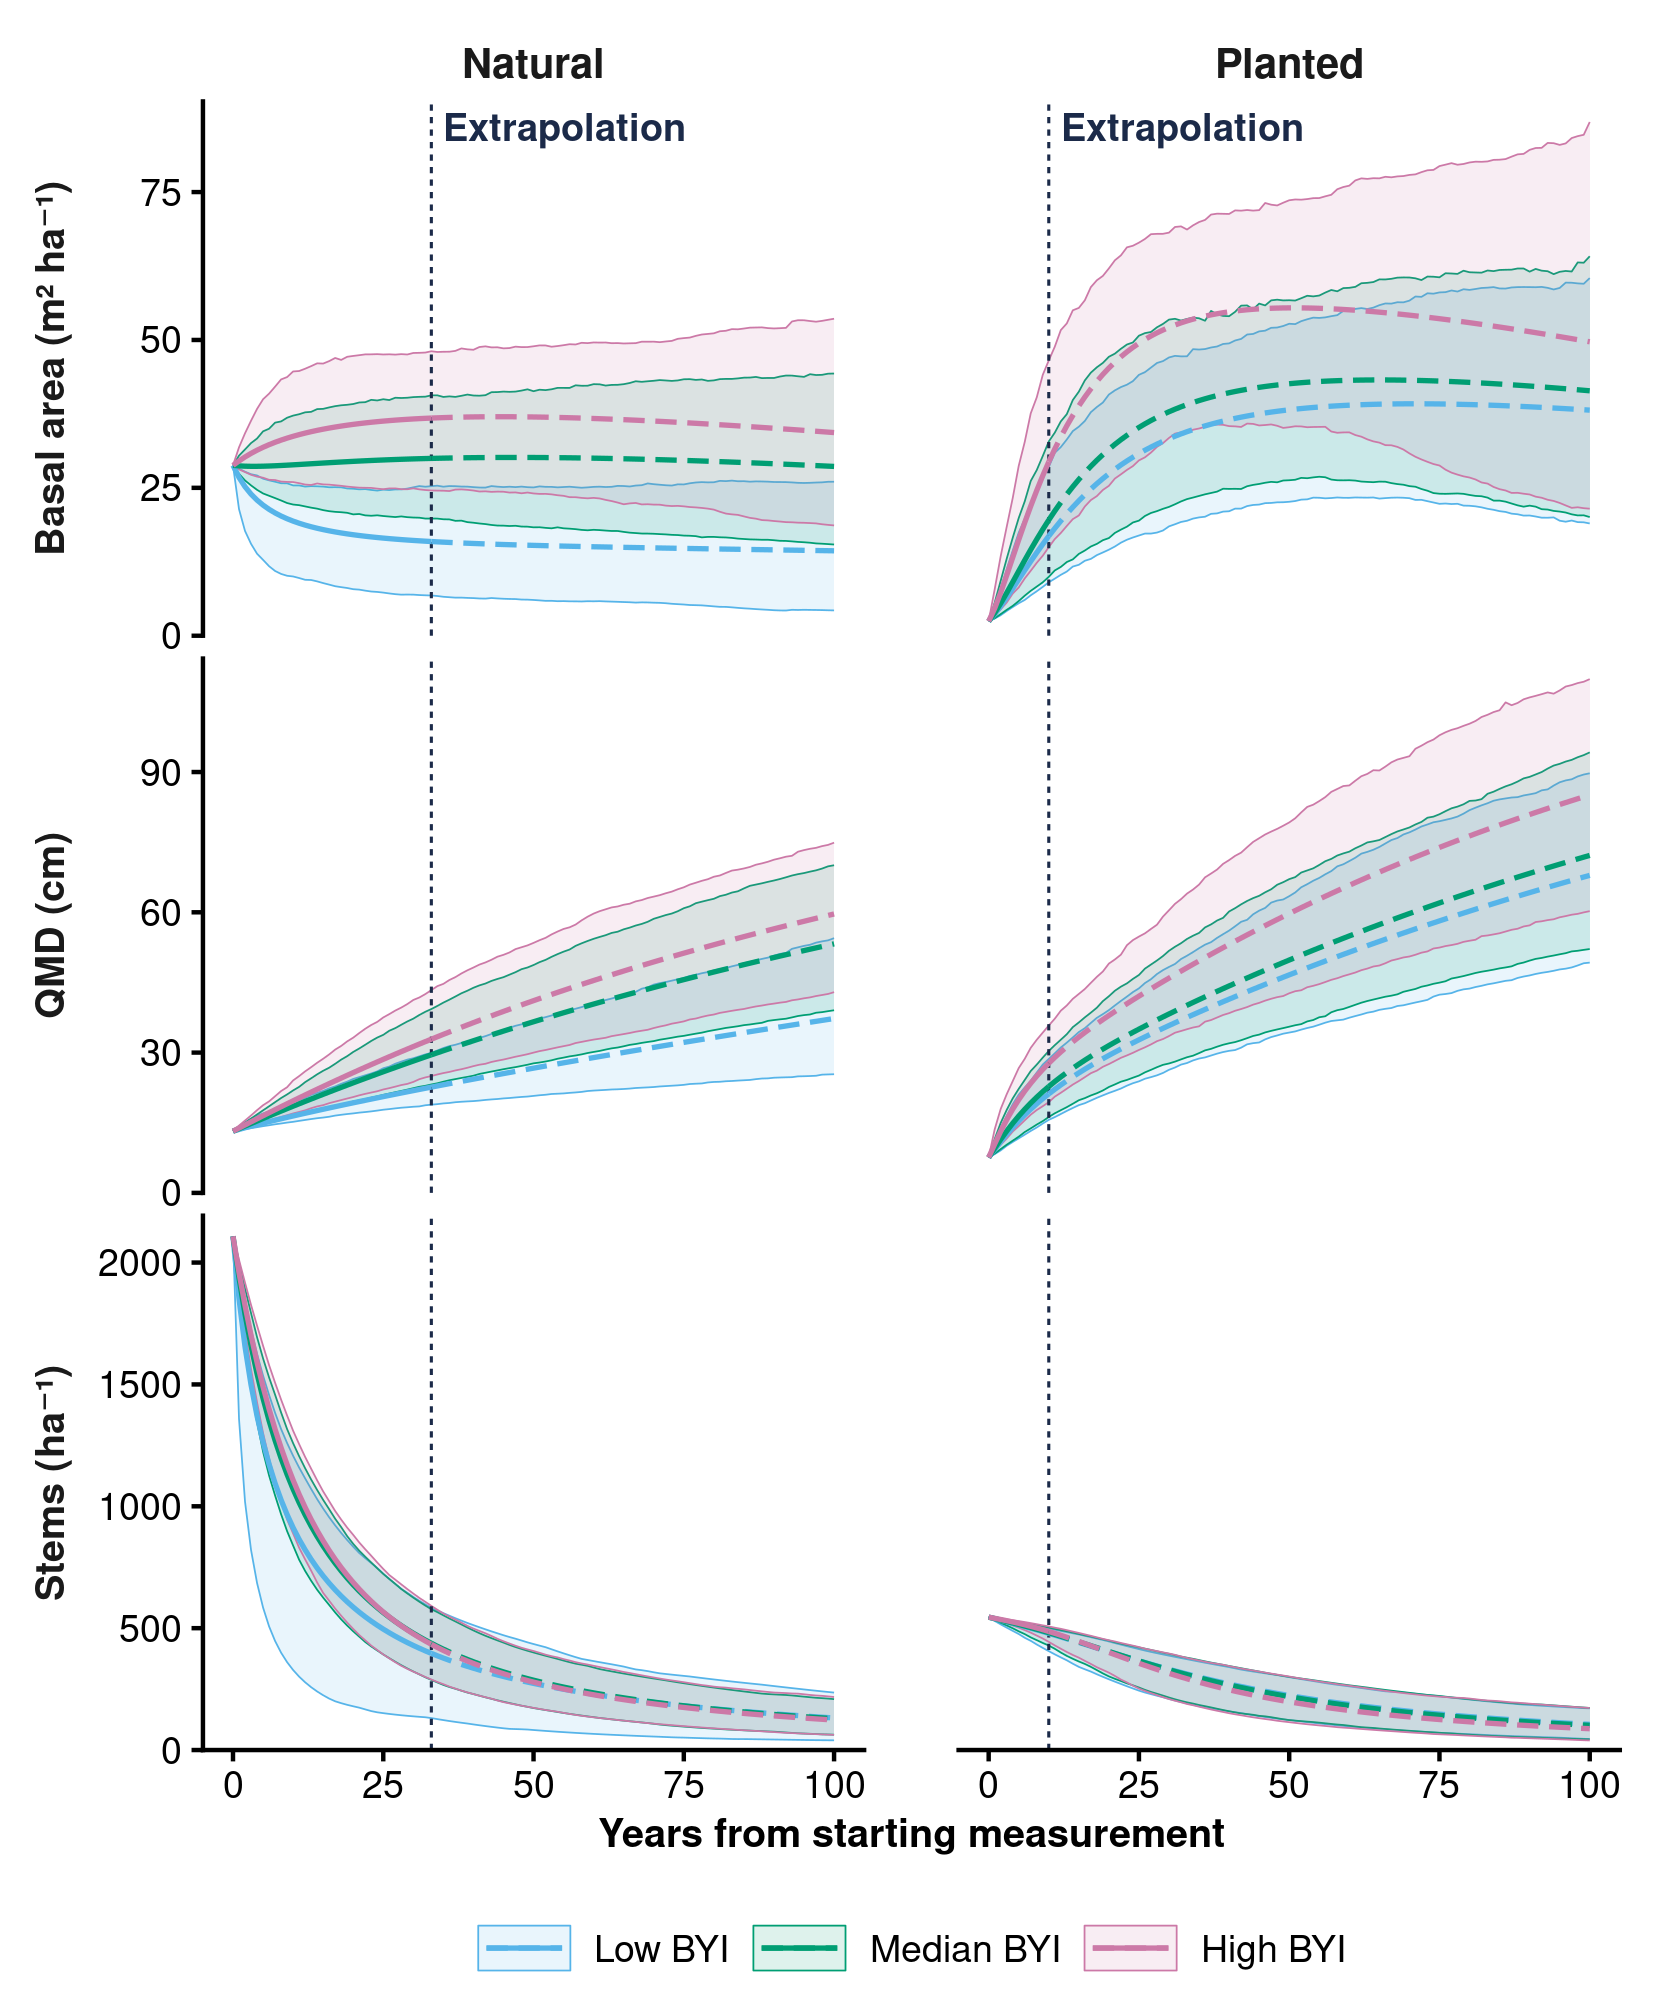 Natural Planted
Extrapolation Extrapolation
Basal area (m² ha⁻¹)
75
50
25
0
QMD (cm)
90
60
30
0
Stems (ha⁻¹)
2000
1500
1000
500
0
0 25 50 75 100 0 25 50 75 100
Years from starting measurement
Low BYI Median BYI High BYI